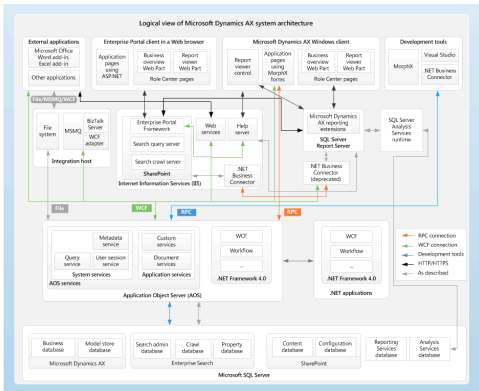 Logical view of Microsoft Dynamics AX system architecture
External applications
Microsoft Office
Word add-in,
Excel add-in
Other applications
Enterprise Portal client in a Web browser
Application
pages
using
ASP.NET
Business
overview
Web Part
Report
viewer
Web Part
Role Center pages
Microsoft Dynamics AX Windows client
Report
viewer
control
Application
pages
using
MorphX
forms
Business
overview
Web Part
Report
viewer
Web Part
Role Center pages
Development tools
MorphX
Visual Studio
.NET Business
Connector
File/MSMQ/WCF
File
system
MSMQ
BizTalk
Server
WCF
adapter
Integration host
Enterprise Portal
Framework
Search query server
Search crawl server
SharePoint
Web
services
Help
server
.NET
Business
Connector
Internet Information Services (IIS)
Microsoft Dynamics
AX reporting
extensions
SQL Server
Report Server
.NET Business
Connector
(deprecated)
SQL Server
Analysis
Services
runtime
File
WCF
RPC
RPC
Metadata
service
Query
service
User session
service
System services
Custom
services
Document
services
Application services
AOS services
WCF
Workflow
...
.NET Framework 4.0
Application Object Server (AOS)
WCF
Workflow
...
.NET Framework 4.0
.NET applications
RPC connection
WCF connection
Development tools
HTTP/HTTPS
As described
Business
database
Model store
database
Microsoft Dynamics AX
Search admin
database
Crawl
database
Property
database
Enterprise Search
Content
database
Configuration
database
SharePoint
Reporting
Services
database
Analysis
Services
database
Microsoft SQL Server